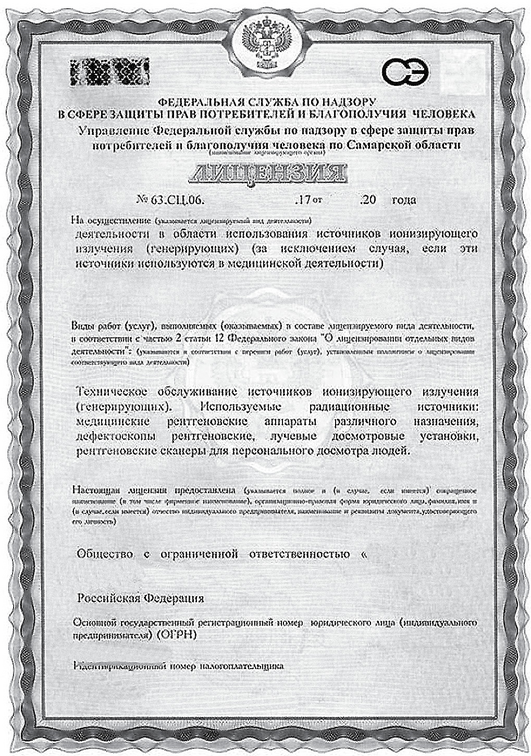 СЭ
ФЕДЕРАЛЬНАЯ СЛУЖБА ПО НАДЗОРУ
В СФЕРЕ ЗАЩИТЫ ПРАВ ПОТРЕБИТЕЛЕЙ И БЛАГОПОЛУЧИЯ ЧЕЛОВЕКА
Управление Федеральной службы по надзору в сфере защиты прав
потребителей и благополучия человека по Самарской области
(наименование лицензирующего органа)
ЛИЦЕНЗИЯ
№ 63.СЦ.06. .17 от .20 года
На осуществление (указывается лицензируемый вид деятельности)
деятельности в области использования источников ионизирующего
излучения (генерирующих) (за исключением случая, если эти
источники используются в медицинской деятельности)
Виды работ (услуг), выполняемых (оказываемых) в составе лицензируемого вида деятельности,
в соответствии с частью 2 статьи 12 Федерального закона "О лицензировании отдельных видов
деятельности": (указываются в соответствии с перечнем работ (услуг), установленным положением о лицензировании
соответствующего вида деятельности)
Техническое обслуживание источников ионизирующего излучения
(генерирующих). Используемые радиационные источники:
медицинские рентгеновские аппараты различного назначения,
дефектоскопы рентгеновские, лучевые досмотровые установки,
рентгеновские сканеры для персонального досмотра людей.
Настоящая лицензия предоставлена (указывается полное и (в случае, если имеется) сокращенное
наименование (в том числе фирменное наименование), организационно-правовая форма юридического лица, фамилия, имя и
(в случае, если имеется) отчество индивидуального предпринимателя, наименование и реквизиты документа, удостоверяющего
его личность)
Общество с ограниченной ответственностью «
Российская Федерация
Основной государственный регистрационный номер юридического лица (индивидуального
предпринимателя) (ОГРН)
Идентификационный номер налогоплательщика